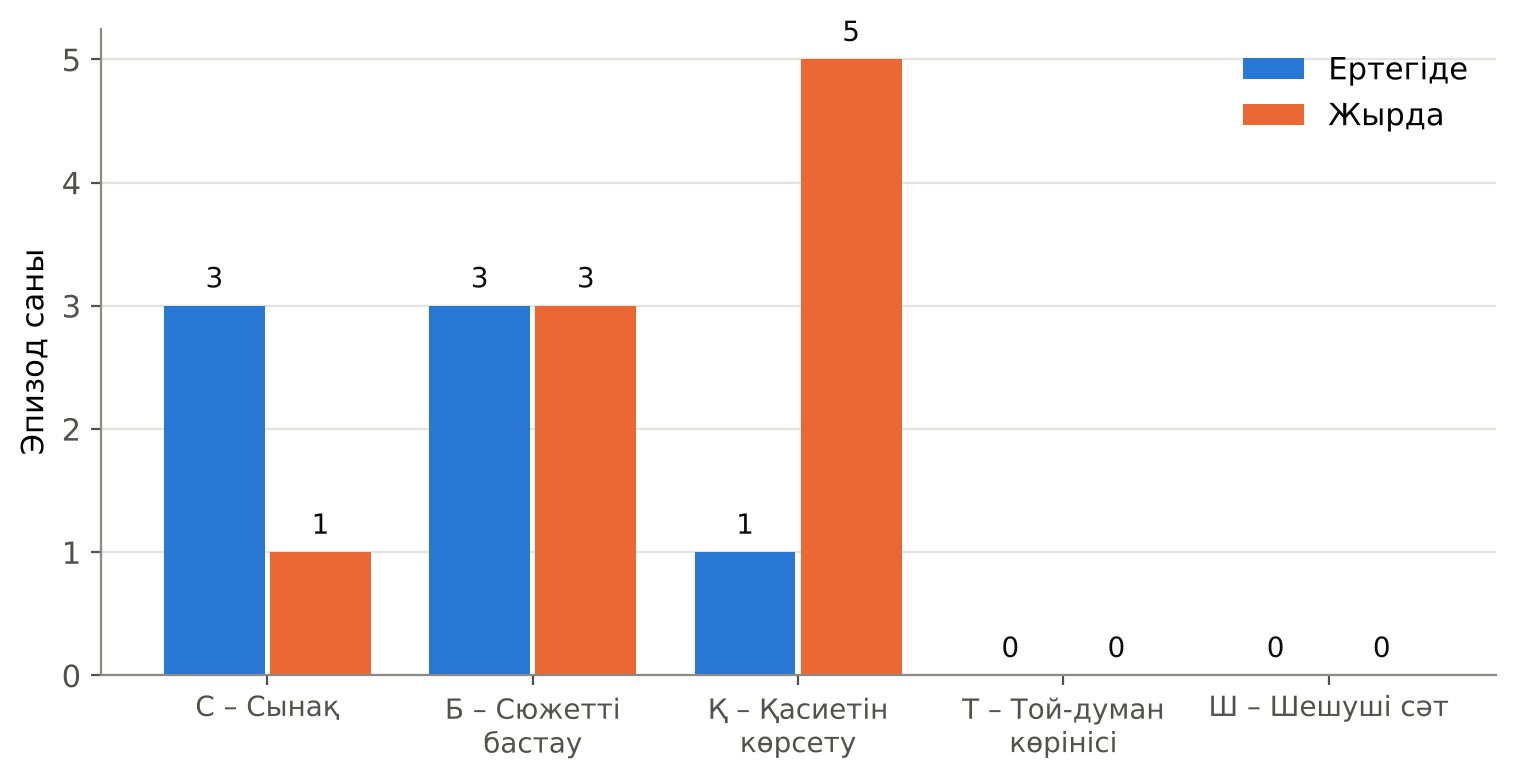 5
Ертегіде
Жырда
5
4
3
2
1
0
Эпизод саны
3
1
3
3
1
0
0
0
0
С – Сынақ
Б – Сюжетті
бастау
Қ – Қасиетін
көрсету
Т – Той-думан
көрінісі
Ш – Шешуші сәт